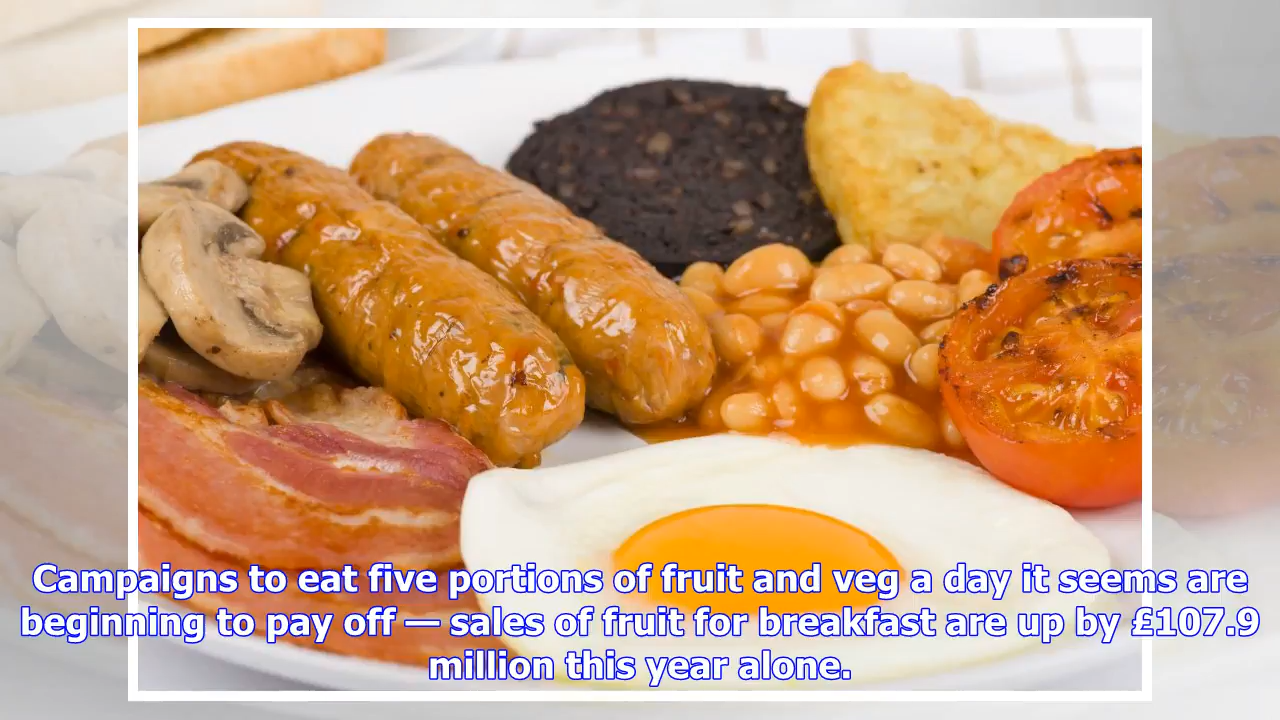 Campaigns to eat five portions of fruit and veg a day it seems are
beginning to pay off — sales of fruit for breakfast are up by £107.9
million this year alone.